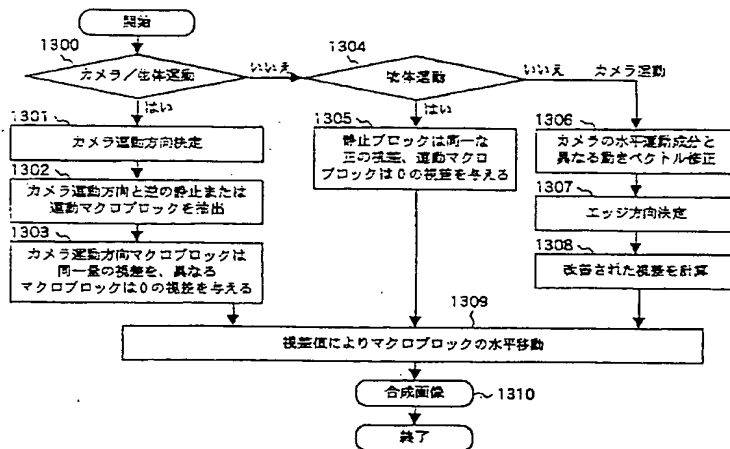 開始
1300
カメラ/物体運動
いいえ
はい
1304
物体運動
いいえ
カメラ運動
はい
1301
カメラ運動方向決定
1302
カメラ運動方向と逆の静止または
運動マクロブロックを抽出
1303
カメラ運動方向マクロブロックは
同一量の視差を、異なる
マクロブロックは0の視差を与える
1305
静止ブロックは同一な
正の視差、運動マクロ
ブロックは0の視差を与える
1306
カメラの水平運動成分と
異なる動きベクトル修正
1307
エッジ方向決定
1308
改善された視差を計算
1309
視差値によりマクロブロックの水平移動
合成画像
1310
終了